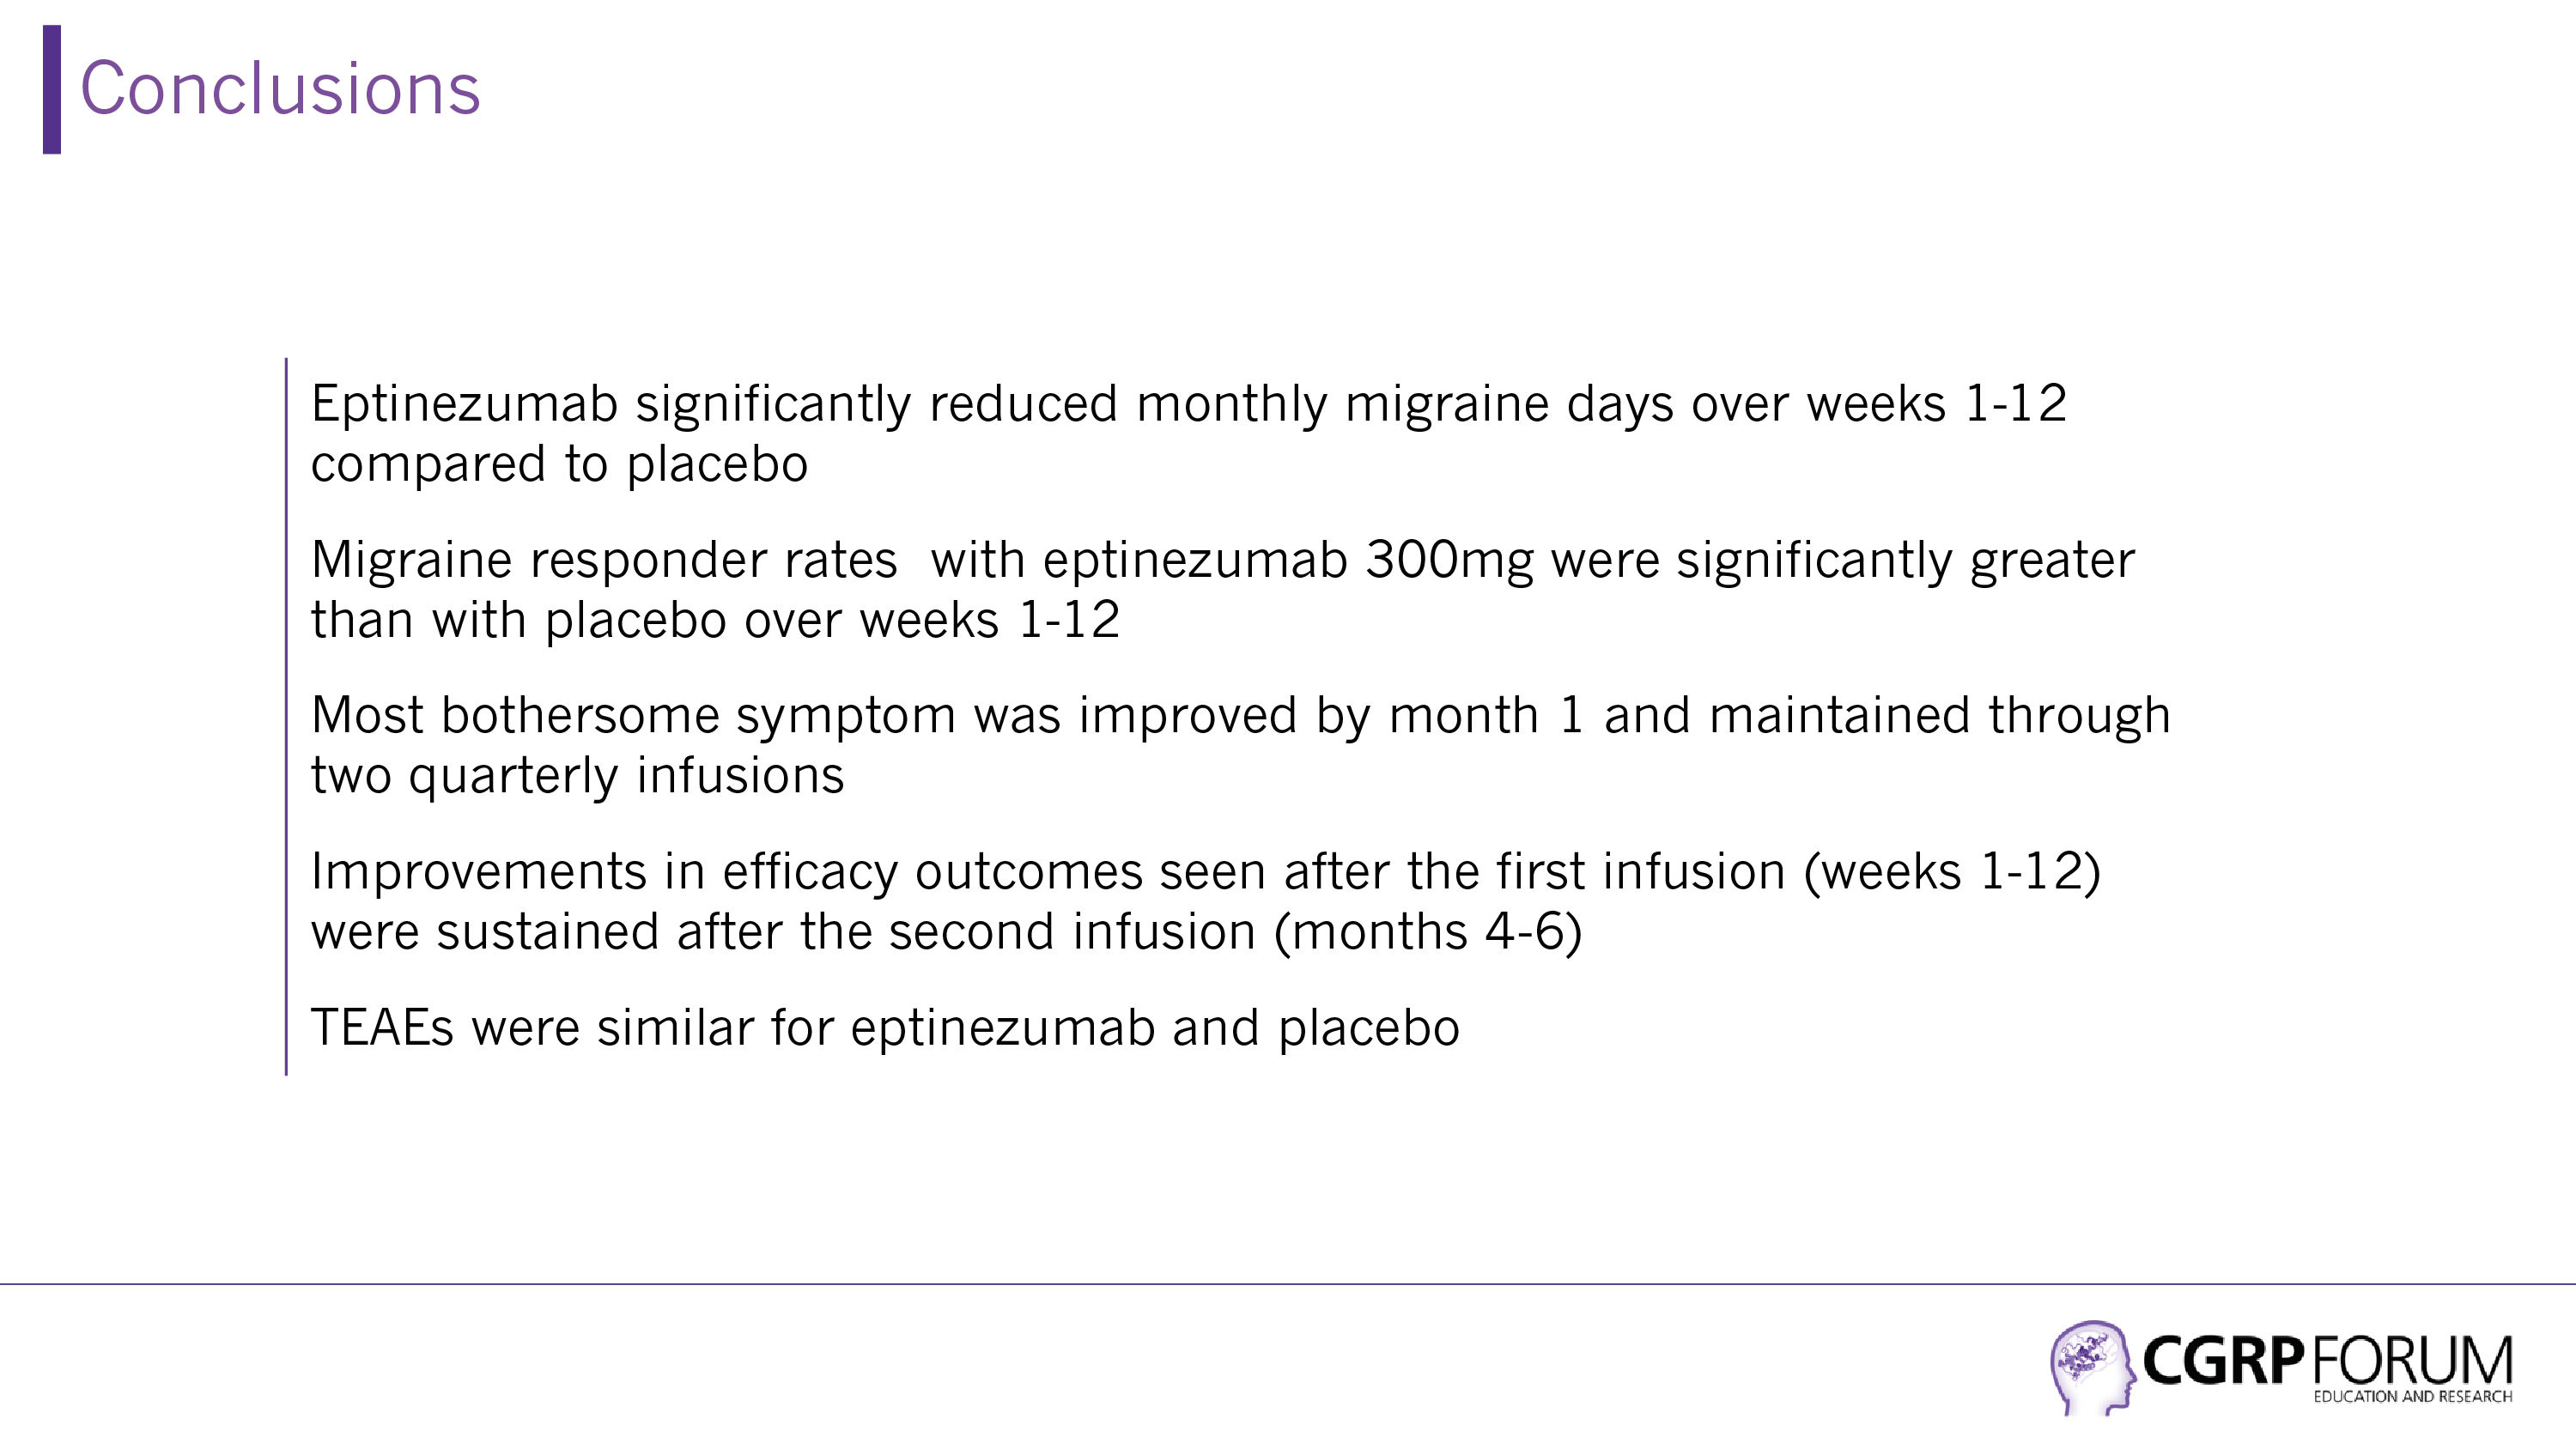 Conclusions
Eptinezumab significantly reduced monthly migraine days over weeks 1-12
compared to placebo
Migraine responder rates  with eptinezumab 300mg were significantly greater
than with placebo over weeks 1-12
Most bothersome symptom was improved by month 1 and maintained through
two quarterly infusions
Improvements in efficacy outcomes seen after the first infusion (weeks 1-12)
were sustained after the second infusion (months 4-6)
TEAEs were similar for eptinezumab and placebo
CGRP FORUM
EDUCATION AND RESEARCH